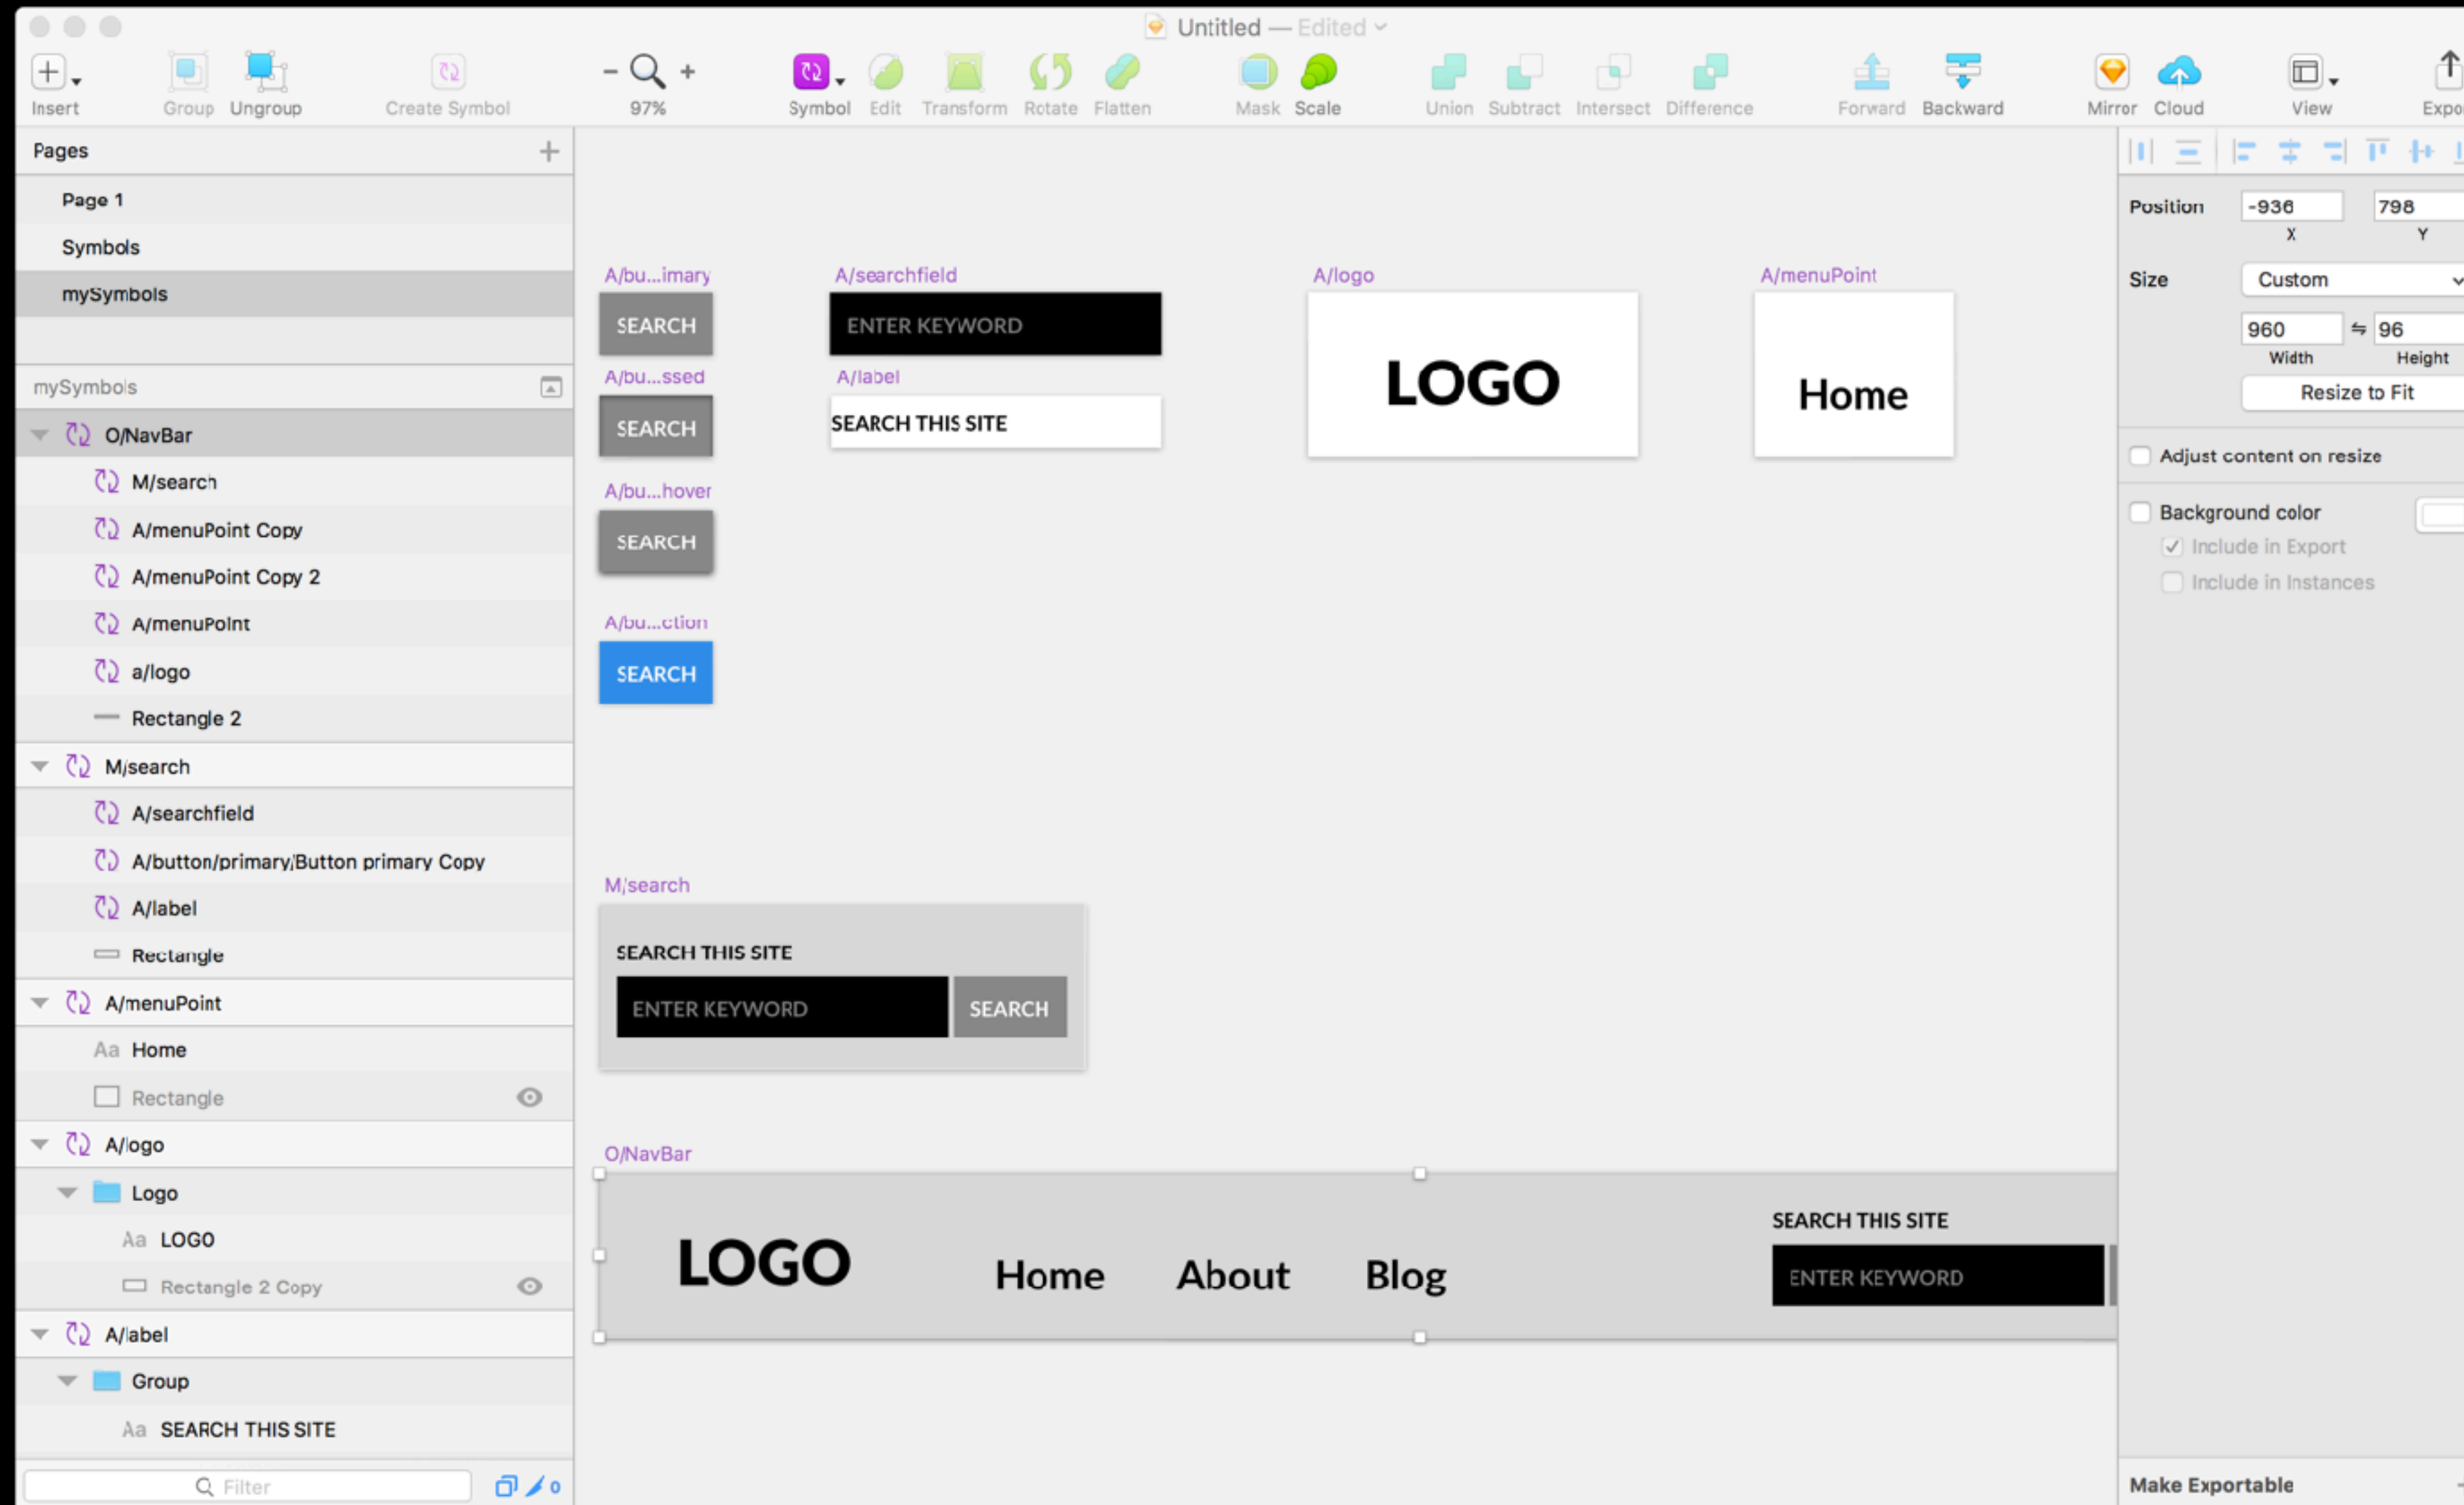 Untitled — Edited
Insert
Group
Ungroup
Create Symbol
97%
Symbol
Edit
Transform
Rotate
Flatten
Mask
Scale
Union
Subtract
Intersect
Difference
Forward
Backward
Mirror
Cloud
View
Expo
Pages
Page 1
Symbols
mySymbols
mySymbols
O/NavBar
M/search
A/menuPoint Copy
A/menuPoint Copy 2
A/menuPoint
a/logo
Rectangle 2
M/search
A/searchfield
A/button/primary/Button primary Copy
A/label
Rectangle
A/menuPoint
Aa Home
Rectangle
A/logo
Logo
Aa LOGO
Rectangle 2 Copy
A/label
Group
Aa SEARCH THIS SITE
Filter
0
A/bu...imary
SEARCH
A/bu...ssed
SEARCH
A/bu...hover
SEARCH
A/bu...ction
SEARCH
A/searchfield
ENTER KEYWORD
A/label
SEARCH THIS SITE
A/logo
LOGO
A/menuPoint
Home
M/search
SEARCH THIS SITE
ENTER KEYWORD
SEARCH
O/NavBar
LOGO
Home
About
Blog
SEARCH THIS SITE
ENTER KEYWORD
Position
-936
798
X
Y
Size
Custom
960
96
Width
Height
Resize to Fit
Adjust content on resize
Background color
Include in Export
Include in Instances
Make Exportable